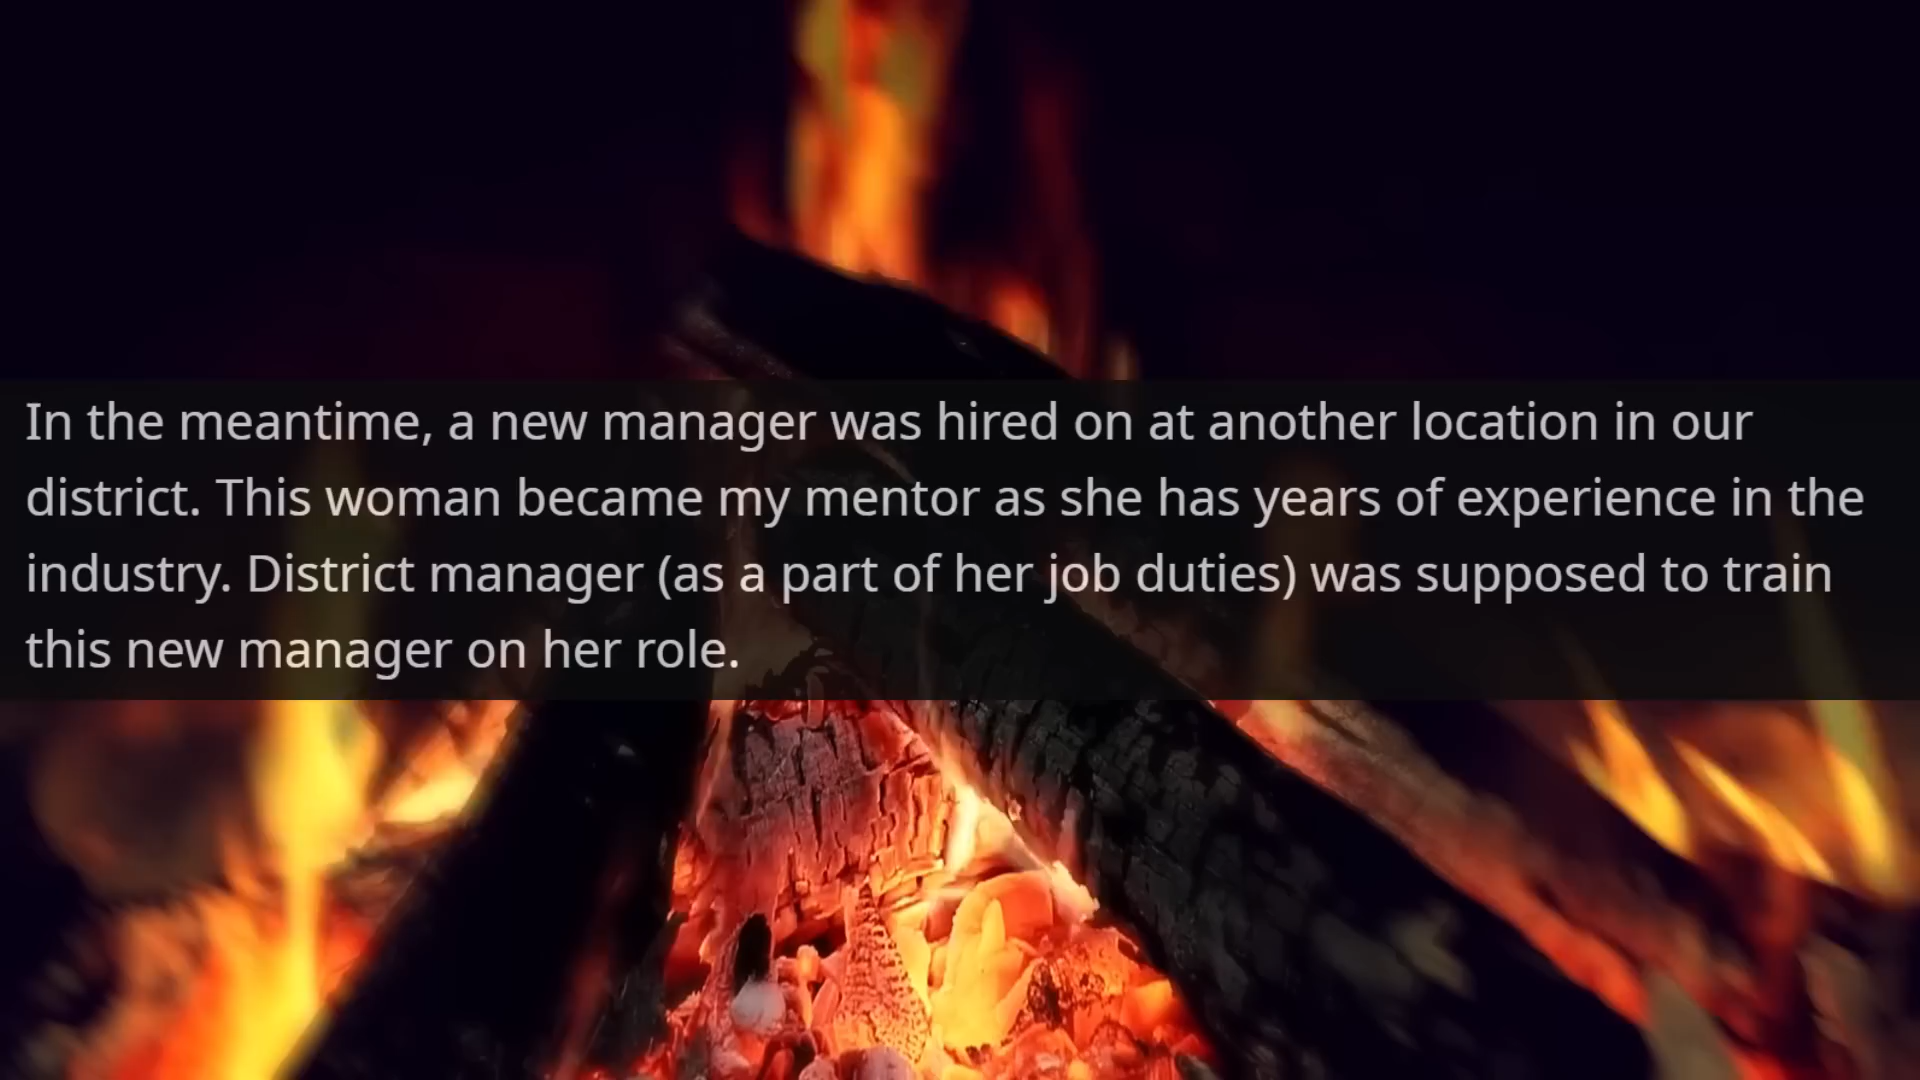 In the meantime, a new manager was hired on at another location in our
district. This woman became my mentor as she has years of experience in the
industry. District manager (as a part of her job duties) was supposed to train
this new manager on her role.